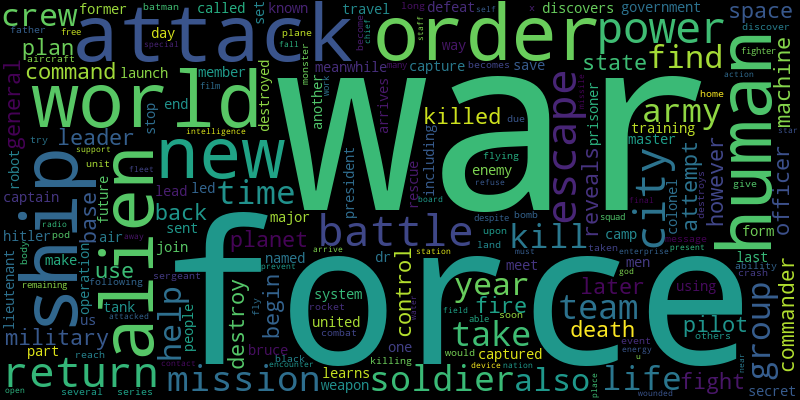 war
force
world
attack
order
power
human
alien
ship
new
escape
city
army
battle
mission
soldier
return
team
group
life
kill
take
year
time
help
find
crew
plan
command
general
leader
state
space
machine
officer
commander
however
attempt
reveals
killed
control
planet
destroy
begin
also
later
fight
death
pilot
fire
military
use
back
base
captain
robot
future
operation
hitler
lieutenant
part
several
series
open
reach
remaining
body
radio
pod
away
tank
following
attacked
make
join
air
us
unit
support
fleet
try
end
stop
member
launch
day
former
batman
father
free
aircraft
special
plane
fall
called
set
known
long
chief
become
staff
self
x
travel
defeat
government
discovers
discover
fighter
action
star
home
intelligence
film
monster
many
work
becomes
way
meanwhile
capture
save
another
arrives
destroyed
including
rescue
president
enemy
training
prisoner
master
colonel
missile
due
flying
refuse
board
squad
final
give
destroys
form
last
ability
crash
secret
nation
others
using
event
energy
u
near
wounded
place
device
killing
encounter
black
bruce
learns
weapon
captured
one
would
able
field
soon
combat
rocket
united
system
dr
named
major
sent
led
lead
people
sergeant
contact
fly
prevent
arrive
despite
upon
bomb
land
taken
camp
men
meet
station
must
god
enterprise
message
present